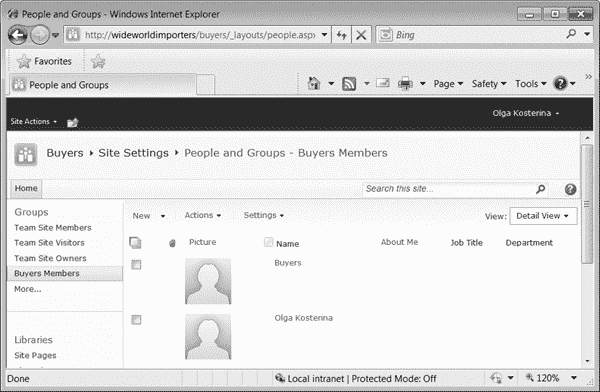 People and Groups - Windows Internet Explorer
http://wideworldimporters/buyers/_layouts/people.asp
Bing
Favorites
People and Groups
Page Safety Tools
Olga Kosterina
Site Actions
Buyers Site Settings People and Groups - Buyers Members
Home
Search this site...
Groups
Team Site Members
Team Site Visitors
Team Site Owners
Buyers Members
More...
Libraries
Site Pages
New Actions Settings View: Detail View
Picture Name About Me Job Title Department
Buyers
Olga Kosterina
Done Local intranet | Protected Mode: Off 120%